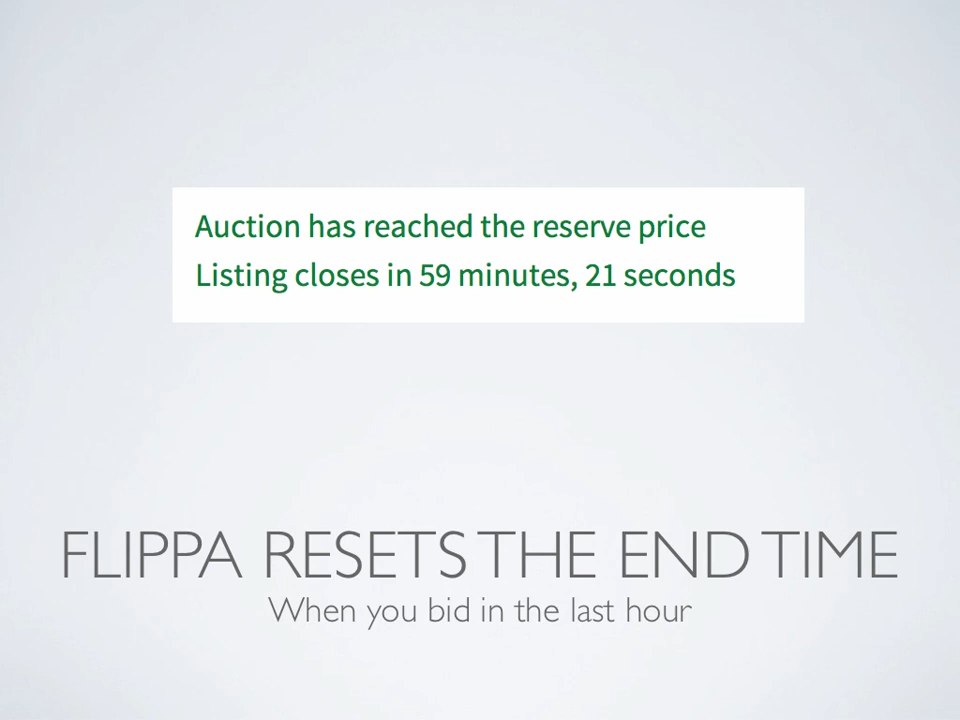 Auction has reached the reserve price
Listing closes in 59 minutes, 21 seconds
FLIPPA RESETS THE END TIME
When you bid in the last hour